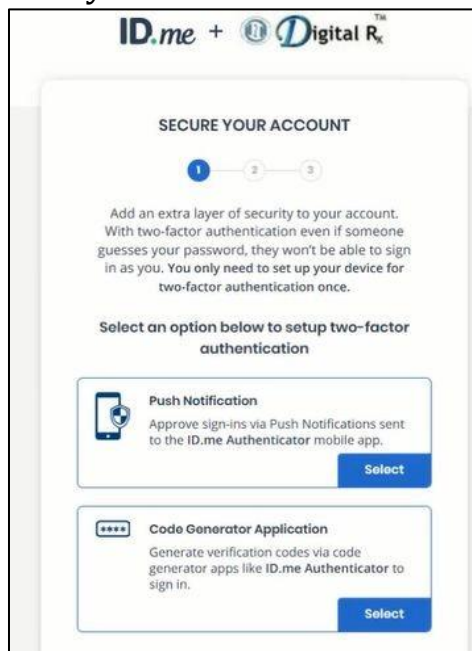 ID.me + Digital Rx™
SECURE YOUR ACCOUNT
1 2 3
Add an extra layer of security to your account.
With two-factor authentication even if someone
guesses your password, they won't be able to sign
in as you. You only need to set up your device for
two-factor authentication once.
Select an option below to setup two-factor
authentication
Push Notification
Approve sign-ins via Push Notifications sent
to the ID.me Authenticator mobile app.
Select
****
Code Generator Application
Generate verification codes via code
generator apps like ID.me Authenticator to
sign in.
Select